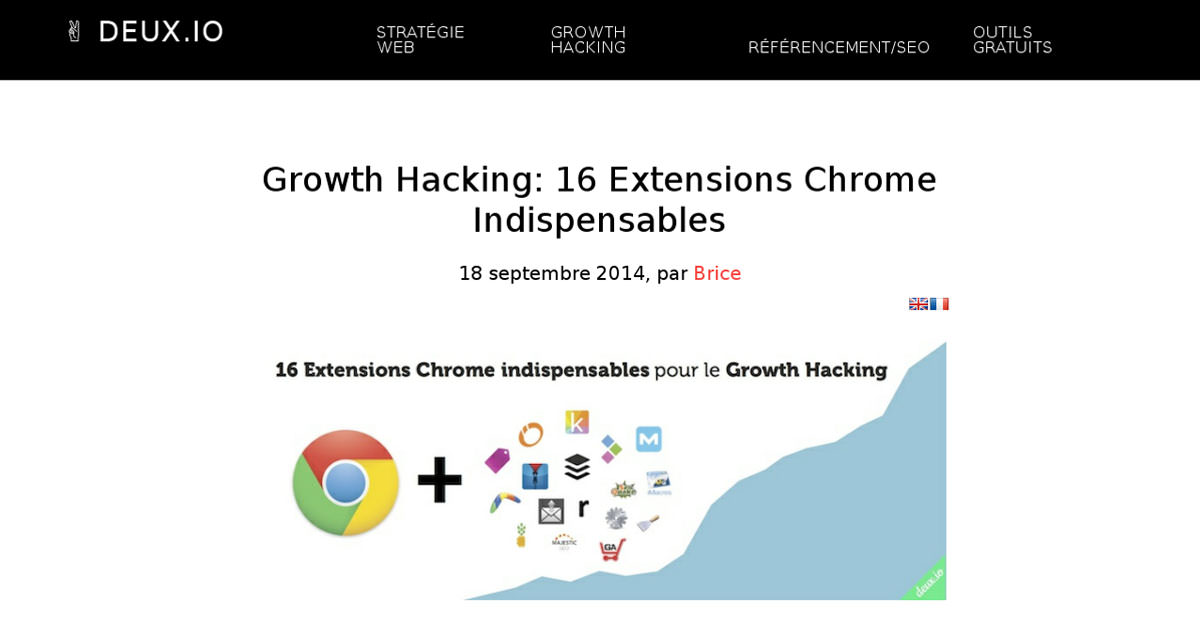 ✌ DEUX.IO
STRATÉGIE
WEB
GROWTH
HACKING
RÉFÉRENCEMENT/SEO
OUTILS
GRATUITS
Growth Hacking: 16 Extensions Chrome
Indispensables
18 septembre 2014, par Brice
16 Extensions Chrome indispensables pour le Growth Hacking
k
M
r
iMacros
MAJESTIC
SEO
GA
deux.io